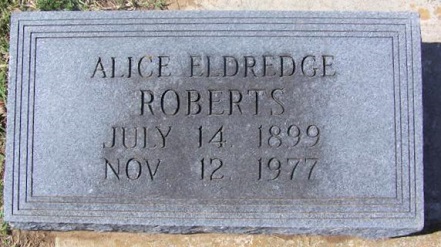 ALICE ELDREDGE
ROBERTS
JULY 14 1899
NOV 12 1977